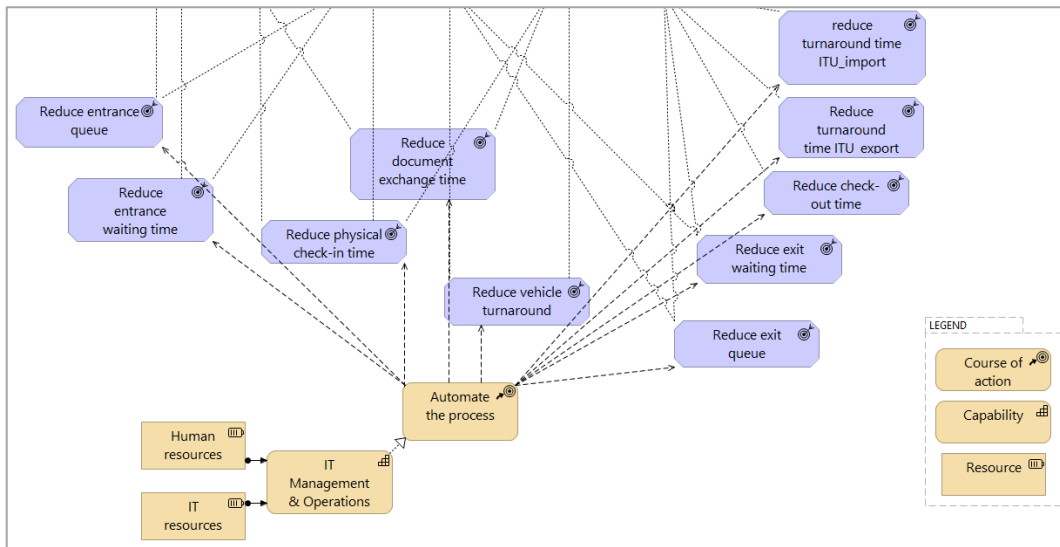 reduce
turnaround time
ITU_import
Reduce entrance
queue
Reduce
turnaround
time ITU_export
Reduce
document
exchange time
Reduce check-
out time
Reduce
entrance
waiting time
Reduce physical
check-in time
Reduce exit
waiting time
Reduce vehicle
turnaround
Reduce exit
queue
Automate
the process
Human
resources
IT
Management
& Operations
IT
resources
LEGEND
Course of
action
Capability
Resource